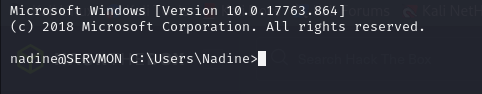 Microsoft Windows [Version 10.0.17763.864]
(c) 2018 Microsoft Corporation. All rights reserved.
nadine@SERVMON C:\Users\Nadine>